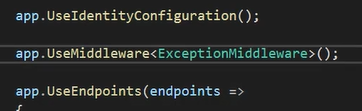 app.UseIdentityConfiguration();
app.UseMiddleware<ExceptionMiddleware>();
app.UseEndpoints(endpoints =>
{